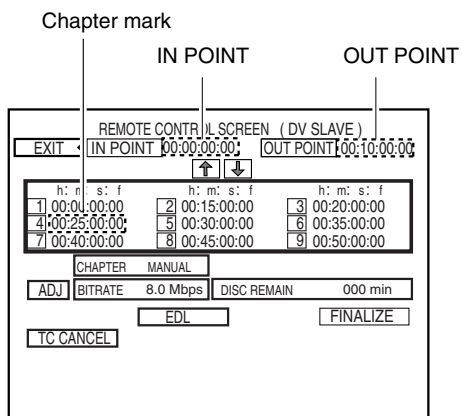 Chapter mark
IN POINT OUT POINT
REMOTE CONTROL SCREEN ( DV SLAVE )
EXIT IN POINT 00:00:00:00 OUT POINT 00:10:00:00
h: m: s: f h: m: s: f h: m: s: f
1 00:00:00:00 2 00:15:00:00 3 00:20:00:00
4 00:25:00:00 5 00:30:00:00 6 00:35:00:00
7 00:40:00:00 8 00:45:00:00 9 00:50:00:00
CHAPTER MANUAL
ADJ BITRATE 8.0 Mbps DISC REMAIN 000 min
EDL FINALIZE
TC CANCEL